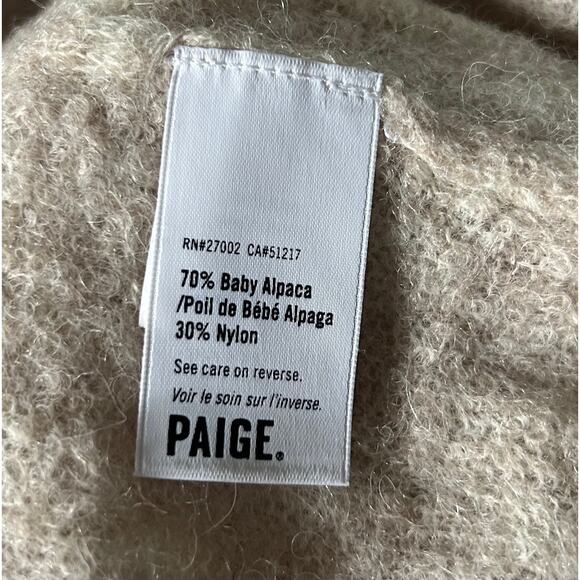 RN#27002 CA#51217
70% Baby Alpaca
/Poil de Bébé Alpaga
30% Nylon
See care on reverse.
Voir le soin sur l'inverse.
PAIGE®